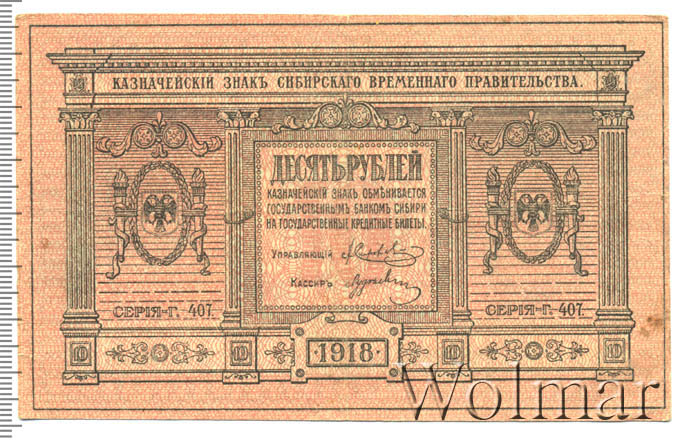 КАЗНАЧЕЙСКІЙ ЗНАКЪ СИБИРСКАГО ВРЕМЕННАГО ПРАВИТЕЛЬСТВА.
ДЕСЯТЬ РУБЛЕЙ
КАЗНАЧЕЙСКІЙ ЗНАКЪ ОБМѢНИВАЕТСЯ
ГОСУДАРСТВЕННЫМЪ БАНКОМЪ СИБИРИ
НА ГОСУДАРСТВЕННЫЕ КРЕДИТНЫЕ БИЛЕТЫ.
УПРАВЛЯЮЩІЙ
КАССИРЪ
СЕРІЯ-Г. 407.
СЕРІЯ-Г. 407.
10 10 10 10
· 1918 ·
Wolmar